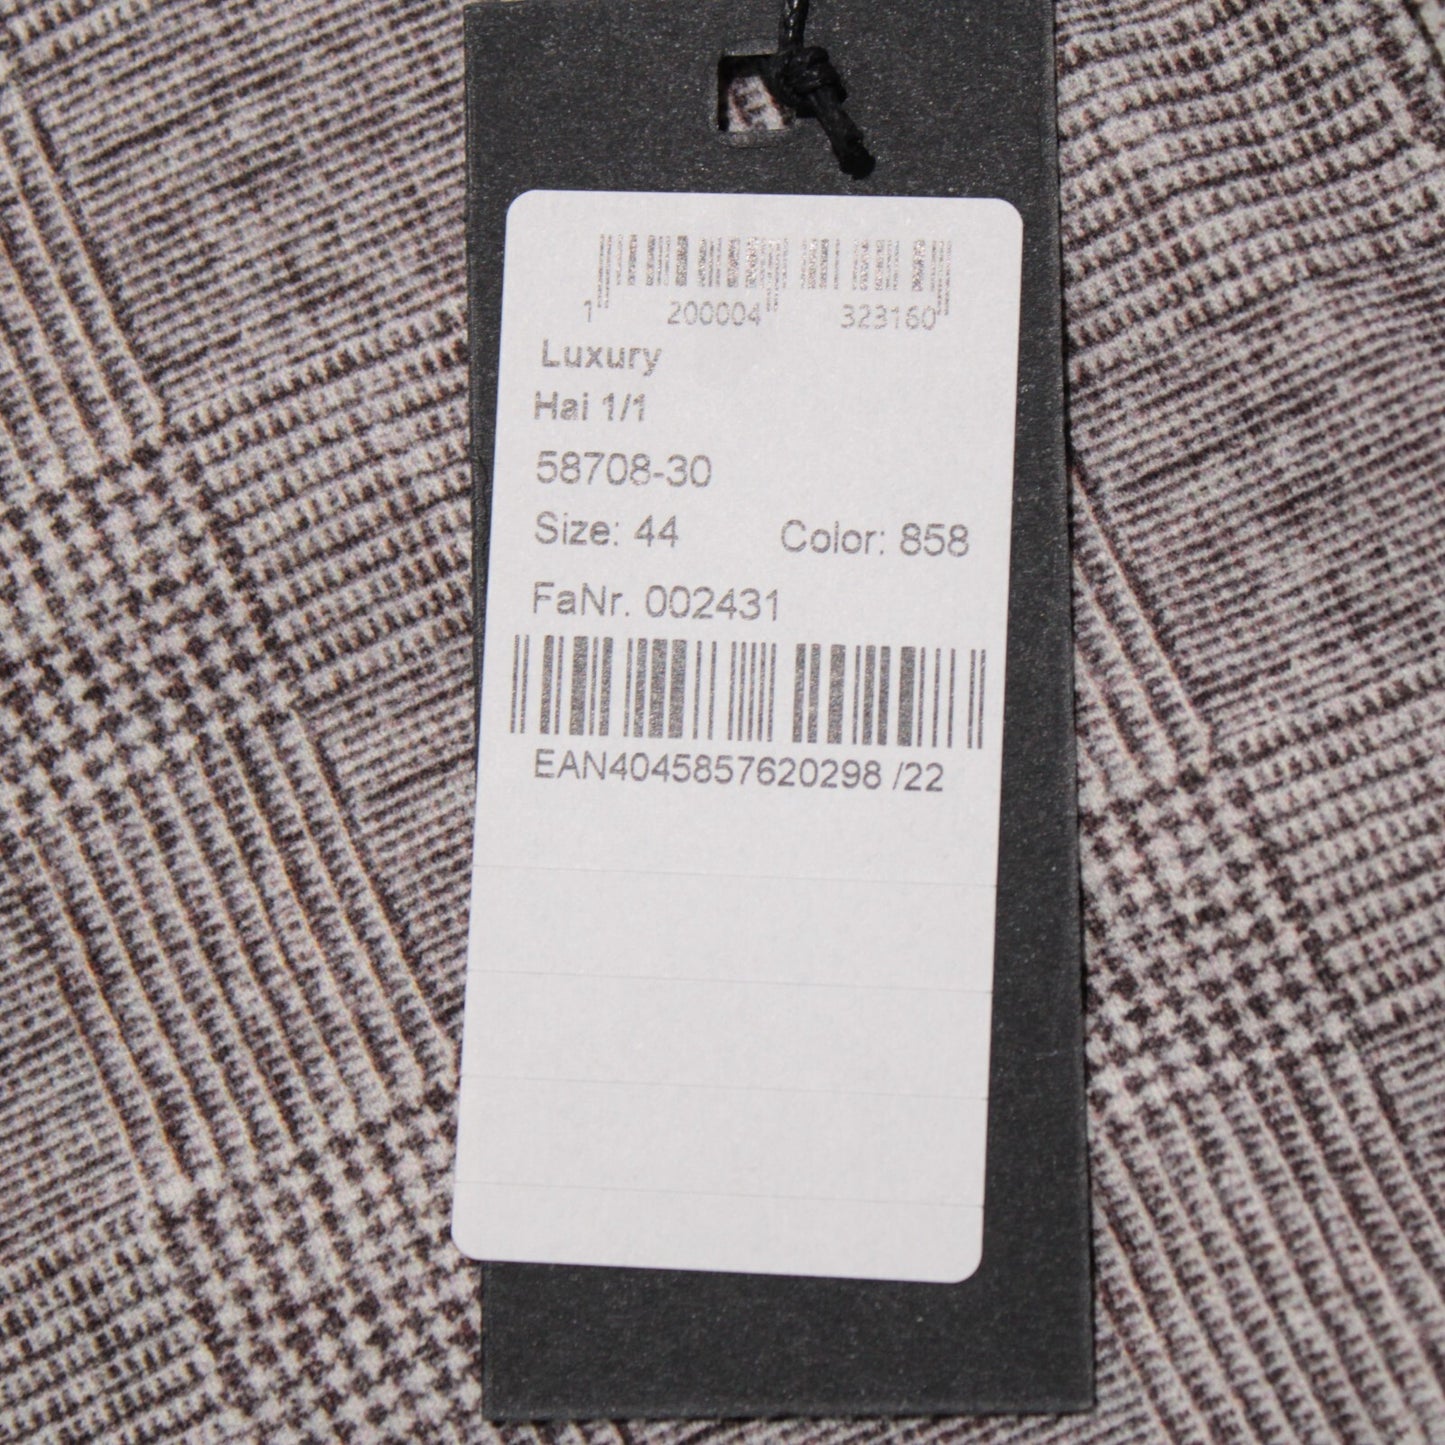 1 200004 323160
Luxury
Hai 1/1
58708-30
Size: 44 Color: 858
FaNr. 002431
EAN4045857620298 /22